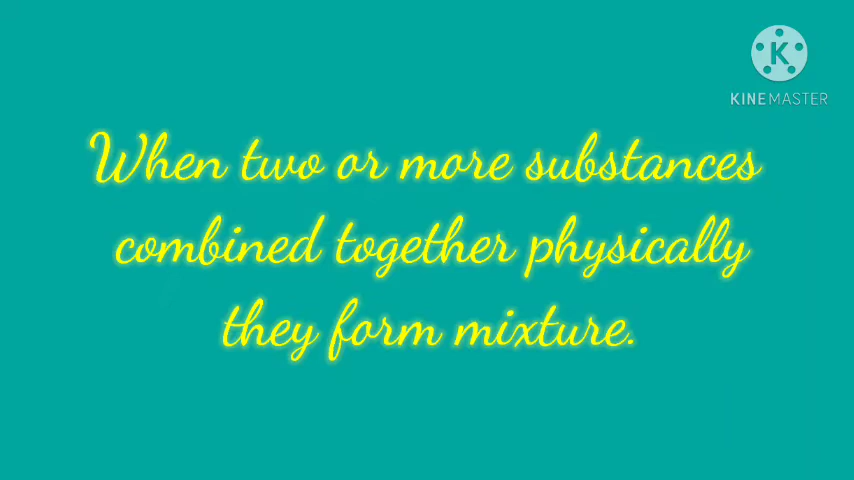 K
KINEMASTER
When two or more substances
combined together physically
they form mixture.